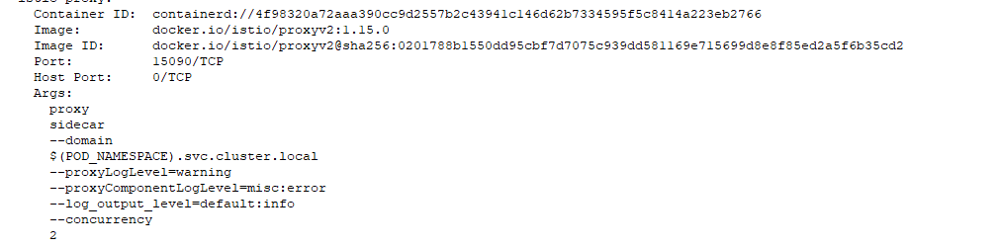 istio-proxy:
Container ID:  containerd://4f98320a72aaa390cc9d2557b2c43941c146d62b7334595f5c8414a223eb2766
Image:         docker.io/istio/proxyv2:1.15.0
Image ID:      docker.io/istio/proxyv2@sha256:0201788b1550dd95cbf7d7075c939dd581169e715699d8e8f85ed2a5f6b35cd2
Port:          15090/TCP
Host Port:     0/TCP
Args:
proxy
sidecar
--domain
$(POD_NAMESPACE).svc.cluster.local
--proxyLogLevel=warning
--proxyComponentLogLevel=misc:error
--log_output_level=default:info
--concurrency
2